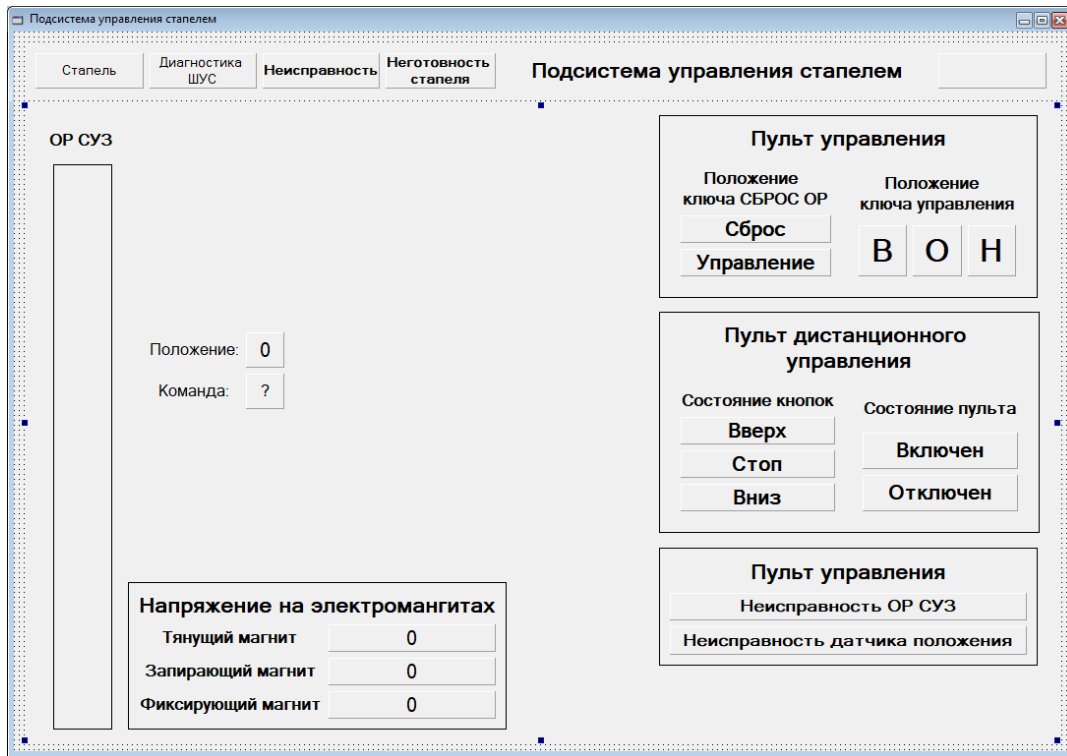 Подсистема управления стапелем
Стапель
Диагностика
ШУС
Неисправность
Неготовность
стапеля
Подсистема управления стапелем
ОР СУЗ
Положение:
0
Команда:
?
Напряжение на электромангитах
Тянущий магнит
0
Запирающий магнит
0
Фиксирующий магнит
0
Пульт управления
Положение
ключа СБРОС ОР
Сброс
Управление
Положение
ключа управления
В О Н
Пульт дистанционного
управления
Состояние кнопок
Вверх
Стоп
Вниз
Состояние пульта
Включен
Отключен
Пульт управления
Неисправность ОР СУЗ
Неисправность датчика положения